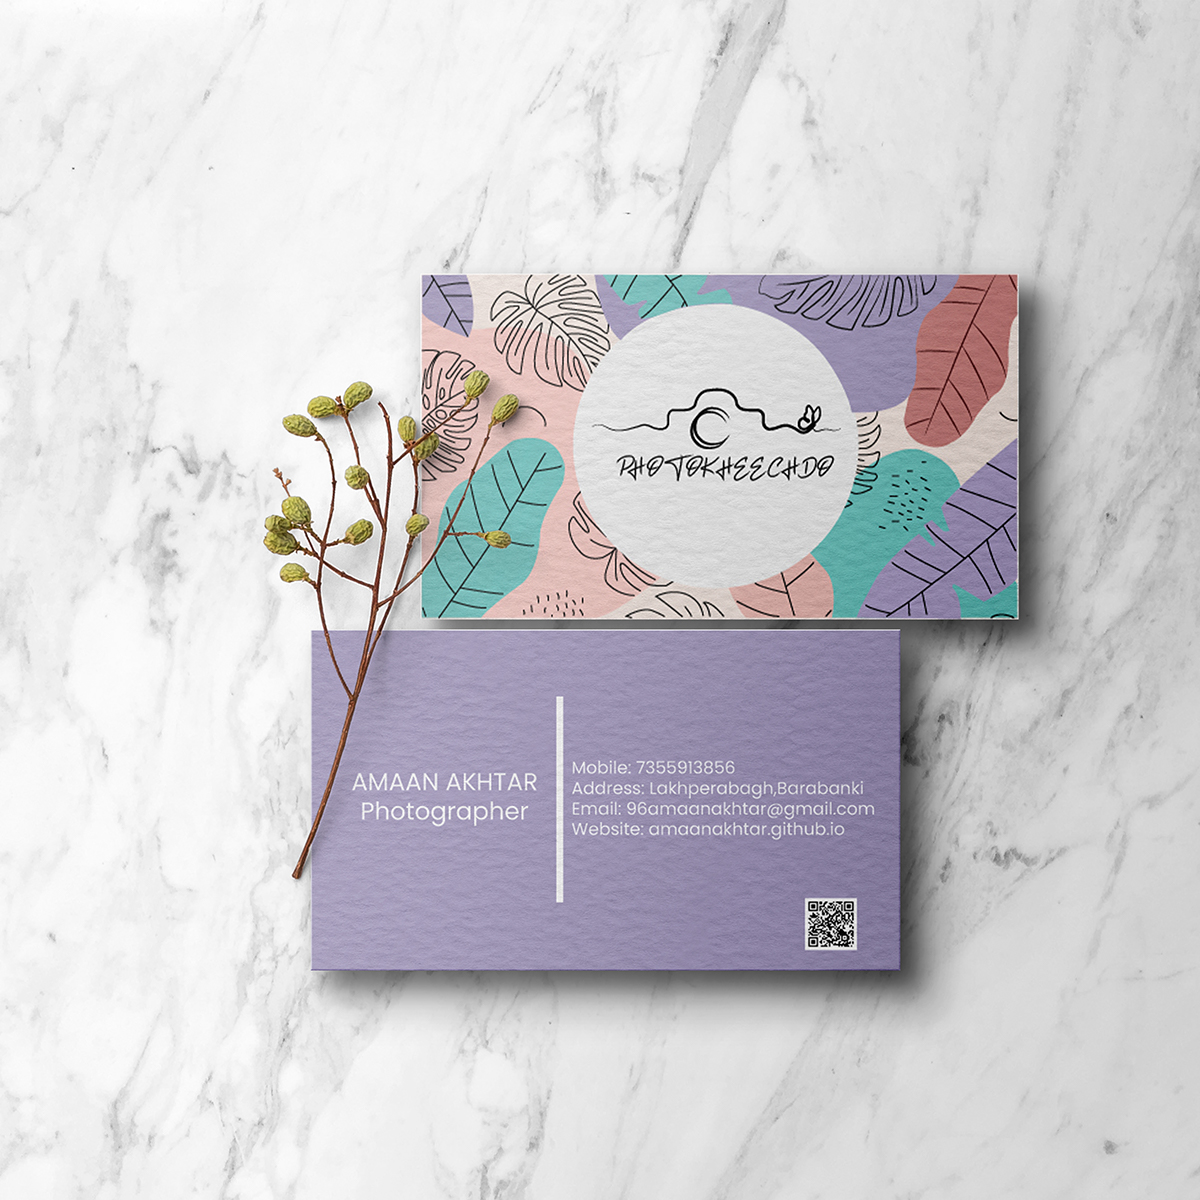 PHOTOKHEECHDO
AMAAN AKHTAR
Photographer
Mobile: 7355913856
Address: Lakhperabagh,Barabanki
Email: 96amaanakhtar@gmail.com
Website: amaanakhtar.github.io